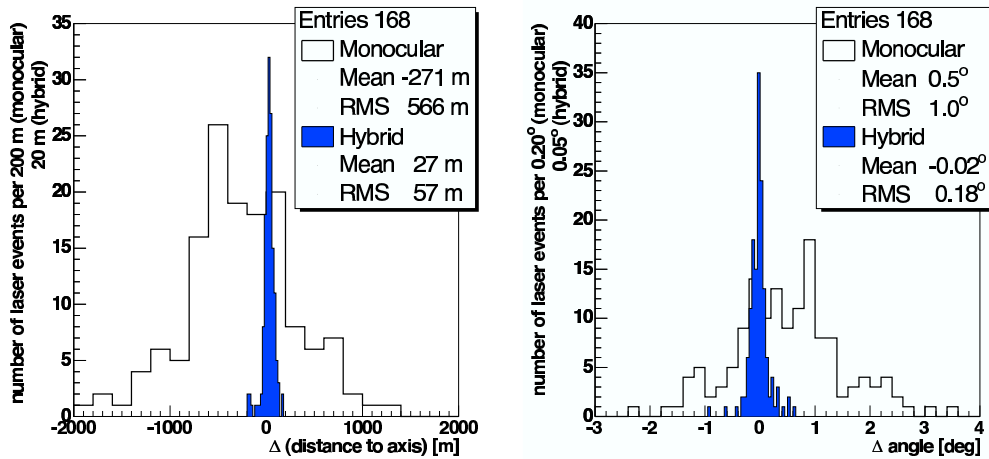 number of laser events per 200 m (monocular)
20 m (hybrid)
35
30
25
20
15
10
5
0
-2000
-1000
0
1000
2000
Δ (distance to axis) [m]
Entries 168
Monocular
Mean -271 m
RMS 566 m
Hybrid
Mean 27 m
RMS 57 m
number of laser events per 0.20° (monocular)
0.05° (hybrid)
40
35
30
25
20
15
10
5
0
-3
-2
-1
0
1
2
3
4
Δ angle [deg]
Entries 168
Monocular
Mean 0.5°
RMS 1.0°
Hybrid
Mean -0.02°
RMS 0.18°